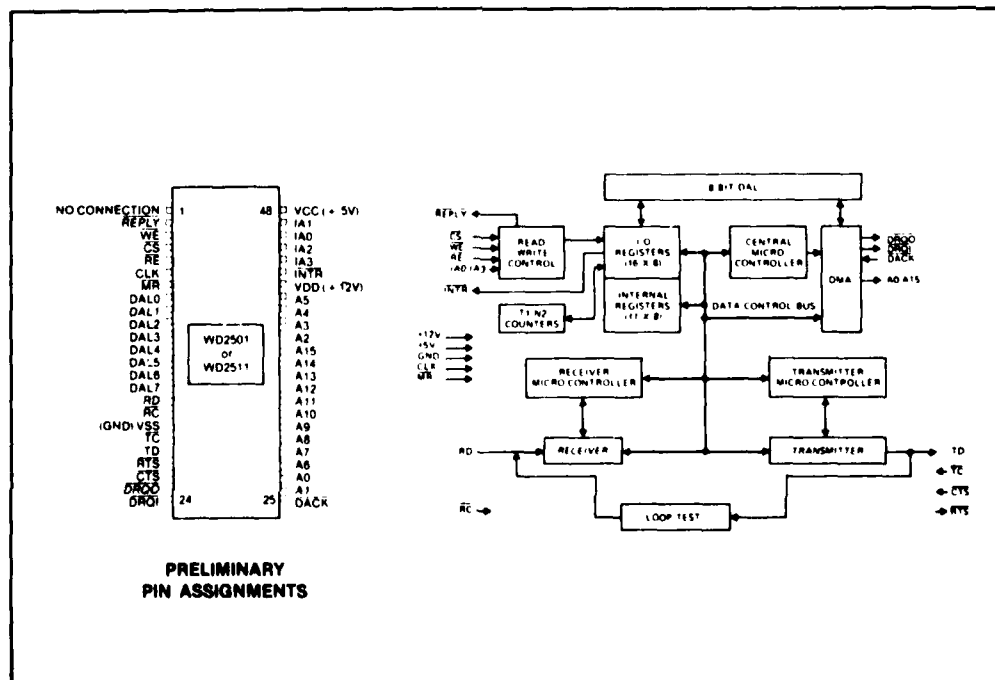 NO CONNECTION 1 48 VCC (+ 5V)
REPLY IA1
WE IA0
CS IA2
RE IA3
CLK INTR
MR VDD (+ 12V)
DAL0 A5
DAL1 A4
DAL2 A3
DAL3 A2
DAL4 A15
DAL5 A14
DAL6 A13
DAL7 A12
RD A11
RC A10
(GND) VSS A9
TC A8
TD A7
RTS A6
CTS A0
DRQO A1
DRQI 24 25 DACK
WD2501
or
WD2511
PRELIMINARY
PIN ASSIGNMENTS
8 BIT DAL
REPLY
CS
WE
RE
IA0 IA3
INTR
READ
WRITE
CONTROL
I O
REGISTERS
(16 X 8)
INTERNAL
REGISTERS
(11 X 8)
T1 N2
COUNTERS
CENTRAL
MICRO
CONTROLLER
DMA
DRQO
DRQI
DACK
A0 A15
DATA CONTROL BUS
+12V
+5V
GND
CLK
MR
RECEIVER
MICRO CONTROLLER
TRANSMITTER
MICRO CONTROLLER
RD
RECEIVER
TRANSMITTER
TD
TC
CTS
RTS
RC
LOOP TEST